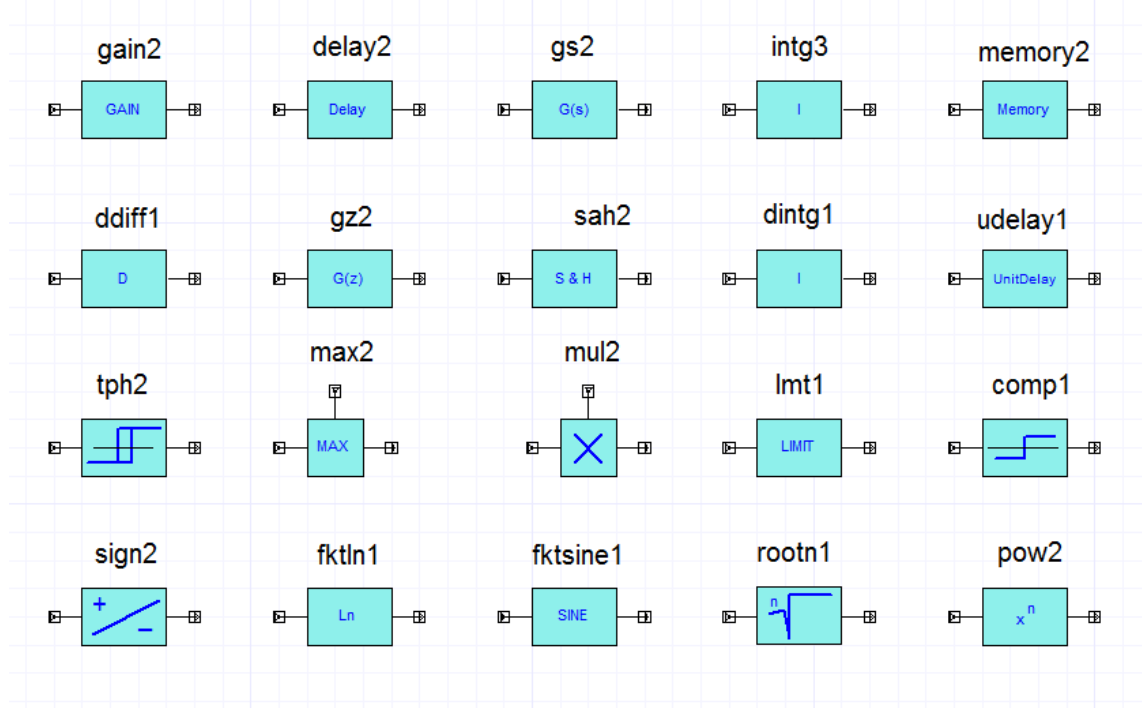 gain2 delay2 gs2 intg3 memory2
GAIN Delay G(s) I Memory
ddiff1 gz2 sah2 dintg1 udelay1
D G(z) S & H I UnitDelay
max2 mul2
tph2 lmt1 comp1
MAX LIMIT
sign2 fktln1 fktsine1 rootn1 pow2
+ − Ln SINE n x n